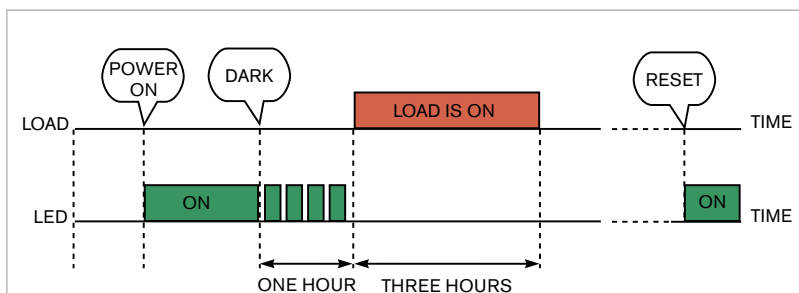 POWER
ON
DARK
RESET
LOAD
LOAD IS ON
TIME
LED
ON
ON
TIME
ONE HOUR
THREE HOURS